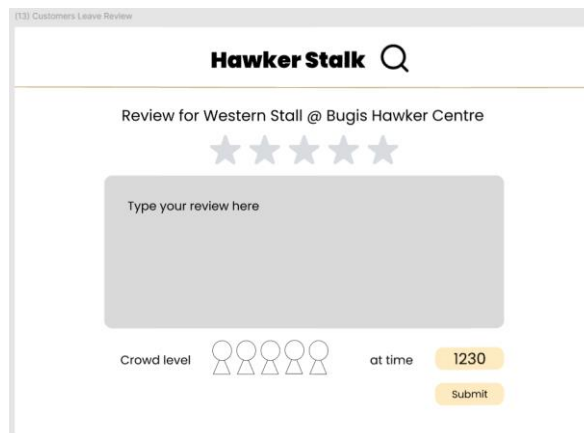 (13) Customers Leave Review
Hawker Stalk
Review for Western Stall @ Bugis Hawker Centre
Type your review here
Crowd level at time 1230
Submit